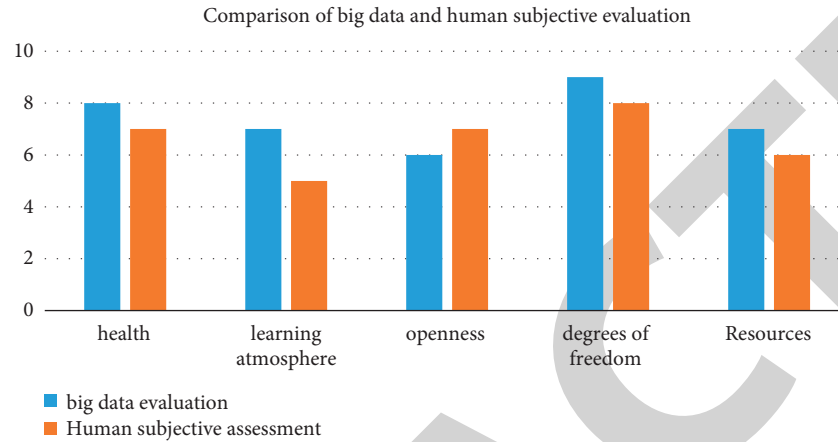 Comparison of big data and human subjective evaluation
10
8
6
4
2
0
health
learning
atmosphere
openness
degrees of
freedom
Resources
big data evaluation
Human subjective assessment